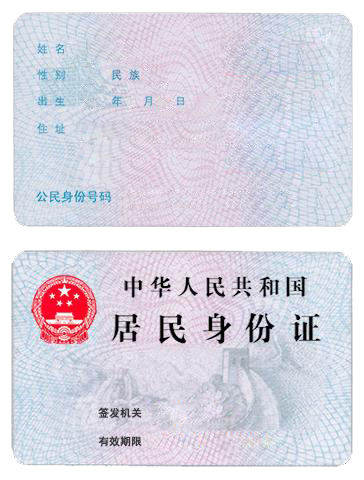 姓名
性别 民族
出生 年 月 日
住址
公民身份号码
中华人民共和国
居民身份证
签发机关
有效期限